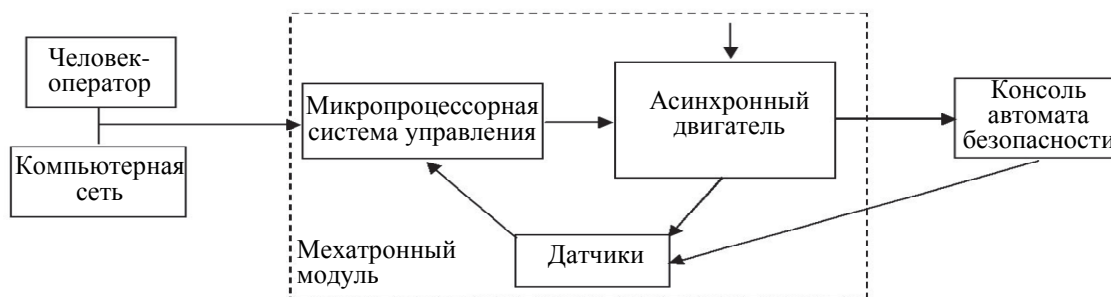 Человек-
оператор
Компьютерная
сеть
Микропроцессорная
система управления
Асинхронный
двигатель
Консоль
автомата
безопасности
Датчики
Мехатронный
модуль